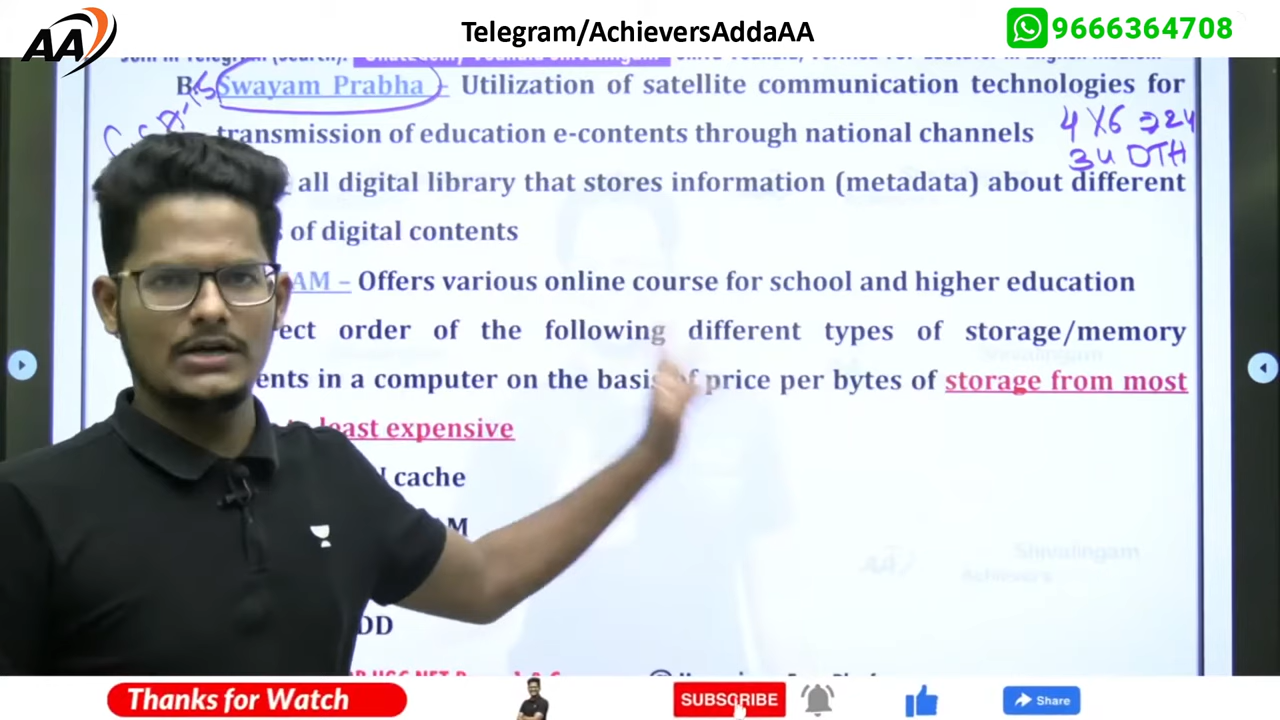 AA
Telegram/AchieversAddaAA
9666364708
B. Swayam Prabha – Utilization of satellite communication technologies for
transmission of education e-contents through national channels
4 X 6 → 24
34 DTH
all digital library that stores information (metadata) about different
of digital contents
AM – Offers various online course for school and higher education
ect order of the following different types of storage/memory
ents in a computer on the basis of price per bytes of storage from most
least expensive
cache
M
DD
Thanks for Watch
SUBSCRIBE
Share